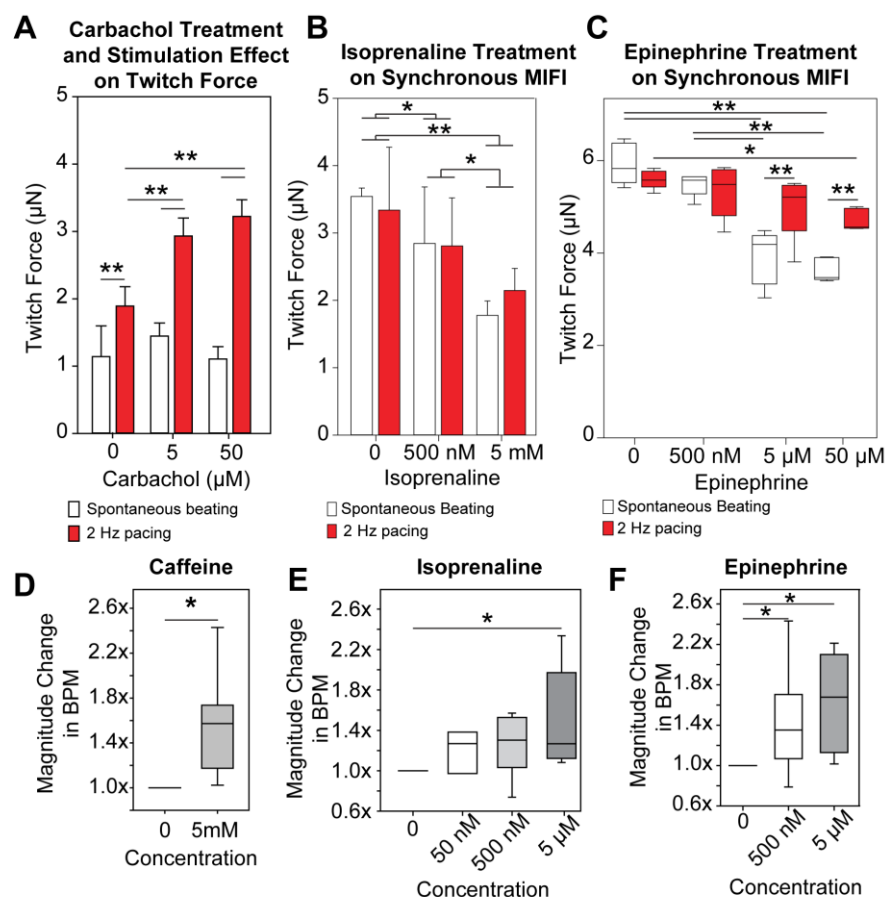 A
Carbachol Treatment
and Stimulation Effect
on Twitch Force
5
4
3
2
1
0
Twitch Force (µN)
**
**
**
0
5
50
Carbachol (µM)
Spontaneous beating
2 Hz pacing
B
Isoprenaline Treatment
on Synchronous MIFI
5
4
3
2
1
0
Twitch Force (µN)
*
**
*
0
500 nM
5 mM
Isoprenaline
Spontaneous Beating
2 Hz pacing
C
Epinephrine Treatment
on Synchronous MIFI
6
4
2
0
Twitch Force (µN)
**
**
*
**
**
0
500 nM
5 µM
50 µM
Epinephrine
Spontaneous Beating
2 Hz pacing
D
Caffeine
2.6x
2.2x
1.8x
1.4x
1.0x
Magnitude Change
in BPM
*
0
5mM
Concentration
E
Isoprenaline
2.6x
2.2x
1.8x
1.4x
1.0x
0.6x
Magnitude Change
in BPM
*
0
50 nM
500 nM
5 µM
Concentration
F
Epinephrine
2.6x
2.2x
1.8x
1.4x
1.0x
0.6x
Magnitude Change
in BPM
*
*
0
500 nM
5 µM
Concentration